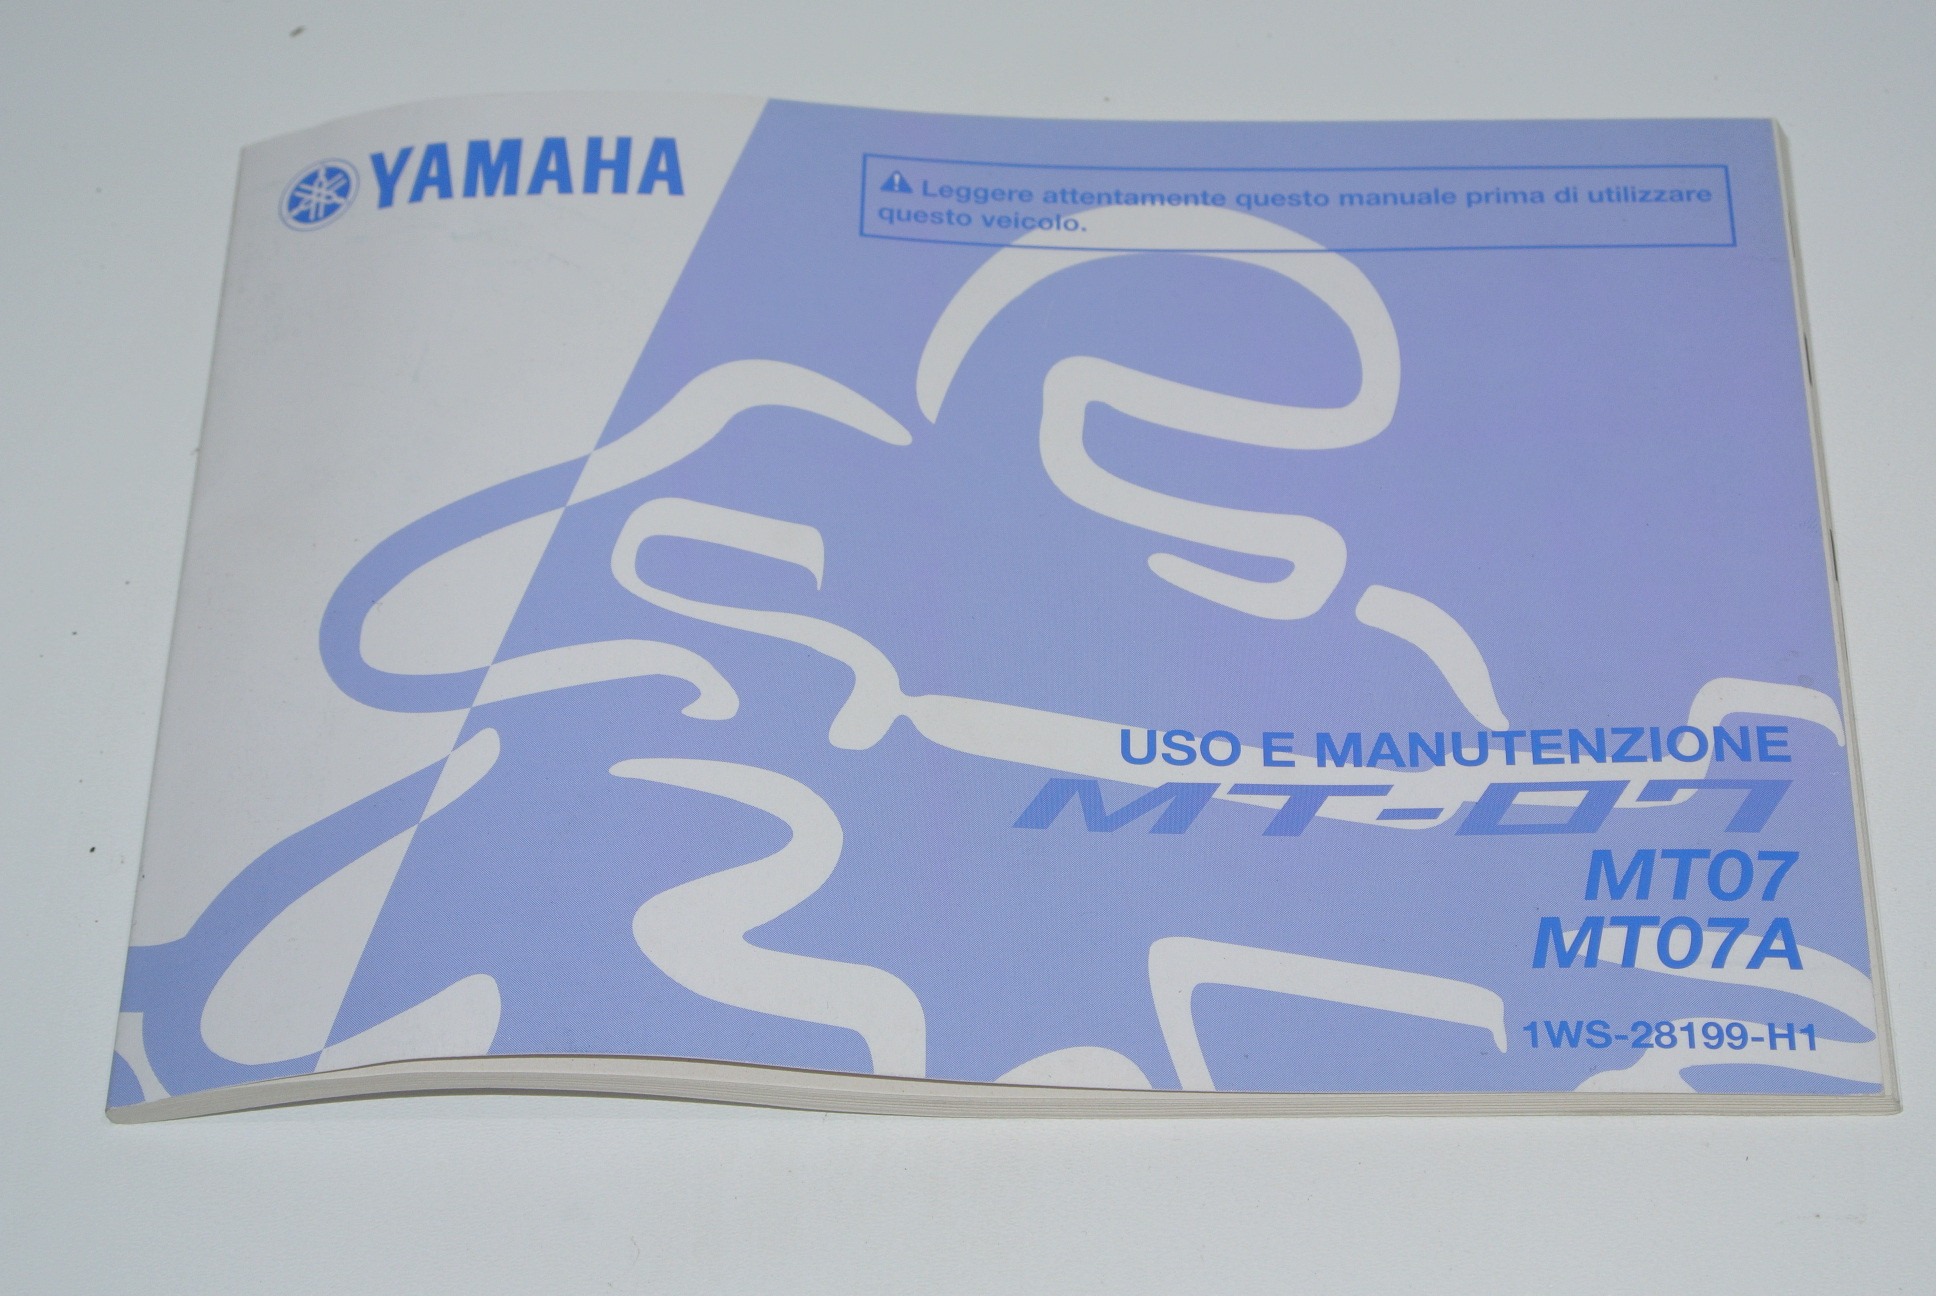 YAMAHA
Leggere attentamente questo manuale prima di utilizzare
questo veicolo.
USO E MANUTENZIONE
MT-07
MT07
MT07A
1WS-28199-H1